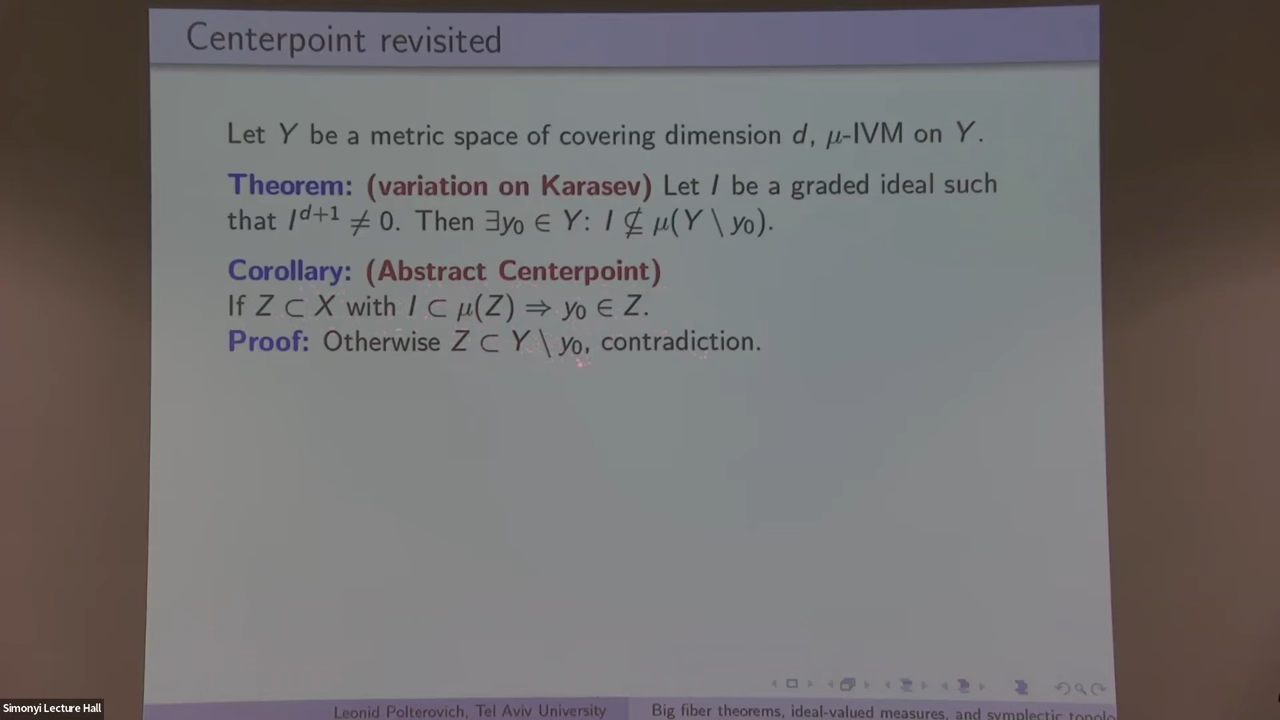 Centerpoint revisited
Let Y be a metric space of covering dimension d, μ-IVM on Y.
Theorem: (variation on Karasev) Let I be a graded ideal such
that I^{d+1} ≠ 0. Then ∃y₀ ∈ Y: I ⊈ μ(Y \ y₀).
Corollary: (Abstract Centerpoint)
If Z ⊂ X with I ⊂ μ(Z) ⇒ y₀ ∈ Z.
Proof: Otherwise Z ⊂ Y \ y₀, contradiction.
Simonyi Lecture Hall
Leonid Polterovich, Tel Aviv University
Big fiber theorems, ideal-valued measures, and symplectic topolo